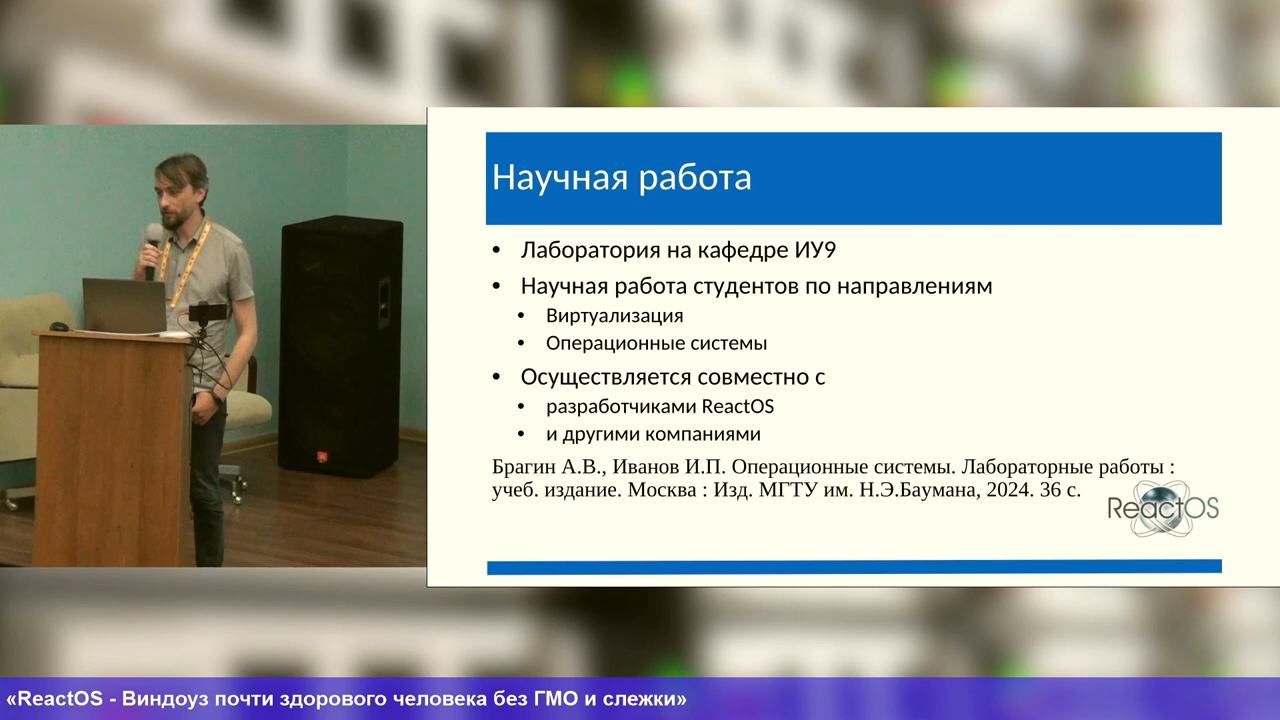 Научная работа
Лаборатория на кафедре ИУ9
Научная работа студентов по направлениям
Виртуализация
Операционные системы
Осуществляется совместно с
разработчиками ReactOS
и другими компаниями
Брагин А.В., Иванов И.П. Операционные системы. Лабораторные работы :
учеб. издание. Москва : Изд. МГТУ им. Н.Э.Баумана, 2024. 36 с.
ReactOS
«ReactOS - Виндоуз почти здорового человека без ГМО и слежки»